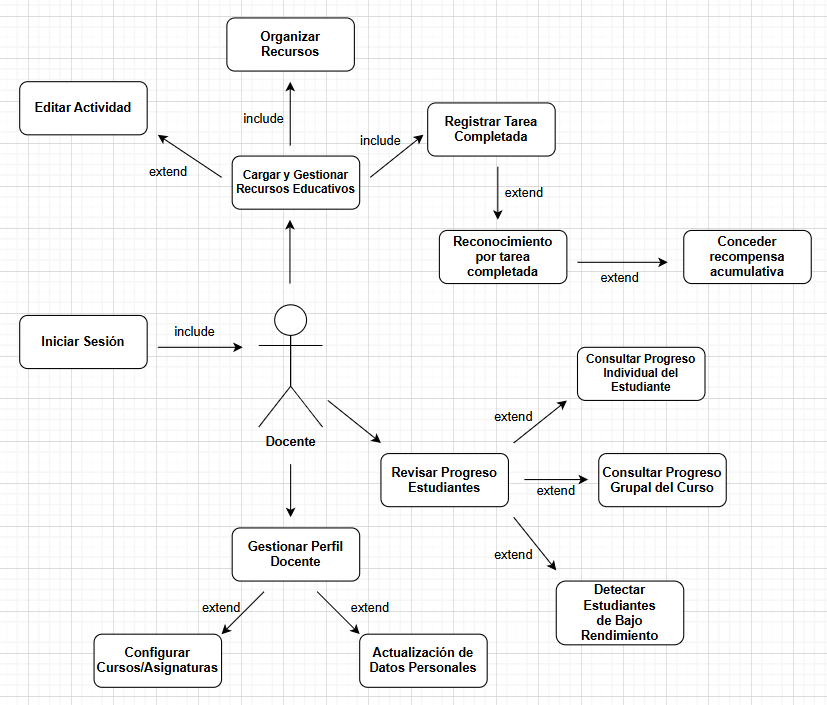 Organizar
Recursos
Editar Actividad
include
Registrar Tarea
Completada
include
extend
Cargar y Gestionar
Recursos Educativos
extend
Reconocimiento
por tarea
completada
extend
Conceder
recompensa
acumulativa
Iniciar Sesión
include
Docente
Consultar Progreso
Individual del
Estudiante
extend
Revisar Progreso
Estudiantes
extend
Consultar Progreso
Grupal del Curso
extend
Detectar
Estudiantes
de Bajo
Rendimiento
Gestionar Perfil
Docente
extend
extend
Configurar
Cursos/Asignaturas
Actualización de
Datos Personales